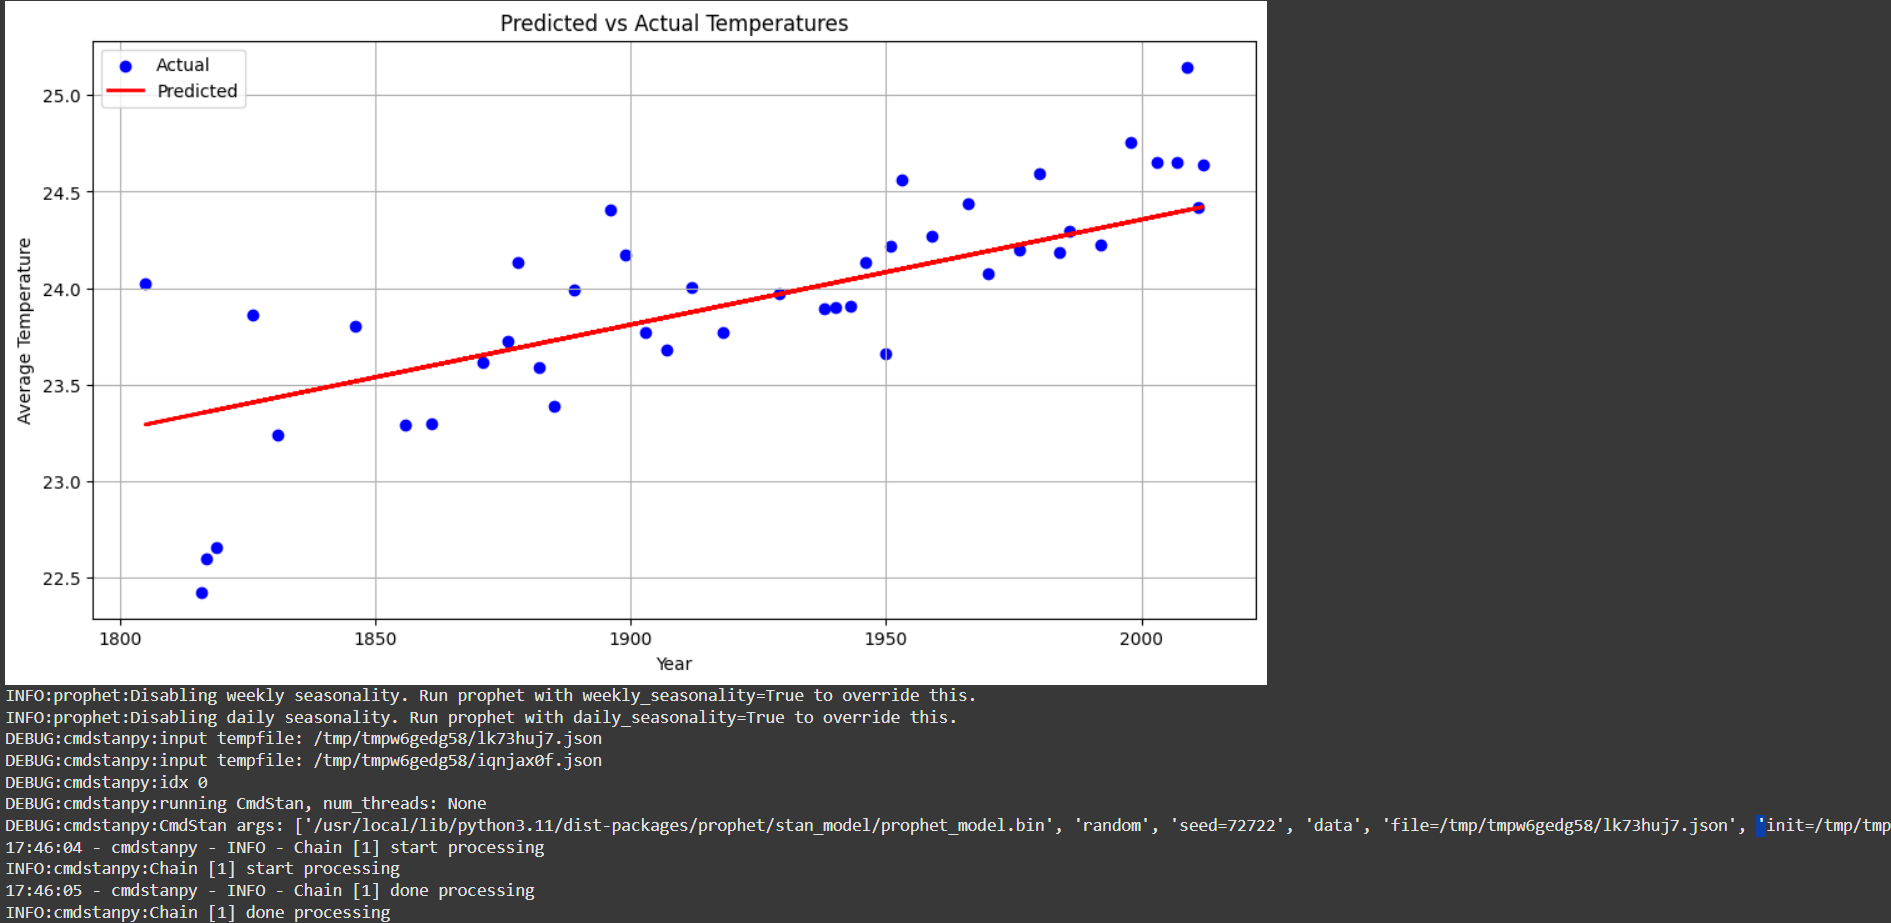 Predicted vs Actual Temperatures
Actual
Predicted
25.0
24.5
24.0
23.5
23.0
22.5
Average Temperature
1800 1850 1900 1950 2000
Year
INFO:prophet:Disabling weekly seasonality. Run prophet with weekly_seasonality=True to override this.
INFO:prophet:Disabling daily seasonality. Run prophet with daily_seasonality=True to override this.
DEBUG:cmdstanpy:input tempfile: /tmp/tmpw6gedg58/lk73huj7.json
DEBUG:cmdstanpy:input tempfile: /tmp/tmpw6gedg58/iqnjax0f.json
DEBUG:cmdstanpy:idx 0
DEBUG:cmdstanpy:running CmdStan, num_threads: None
DEBUG:cmdstanpy:CmdStan args: ['/usr/local/lib/python3.11/dist-packages/prophet/stan_model/prophet_model.bin', 'random', 'seed=72722', 'data', 'file=/tmp/tmpw6gedg58/lk73huj7.json', 'init=/tmp/tmp
17:46:04 - cmdstanpy - INFO - Chain [1] start processing
INFO:cmdstanpy:Chain [1] start processing
17:46:05 - cmdstanpy - INFO - Chain [1] done processing
INFO:cmdstanpy:Chain [1] done processing